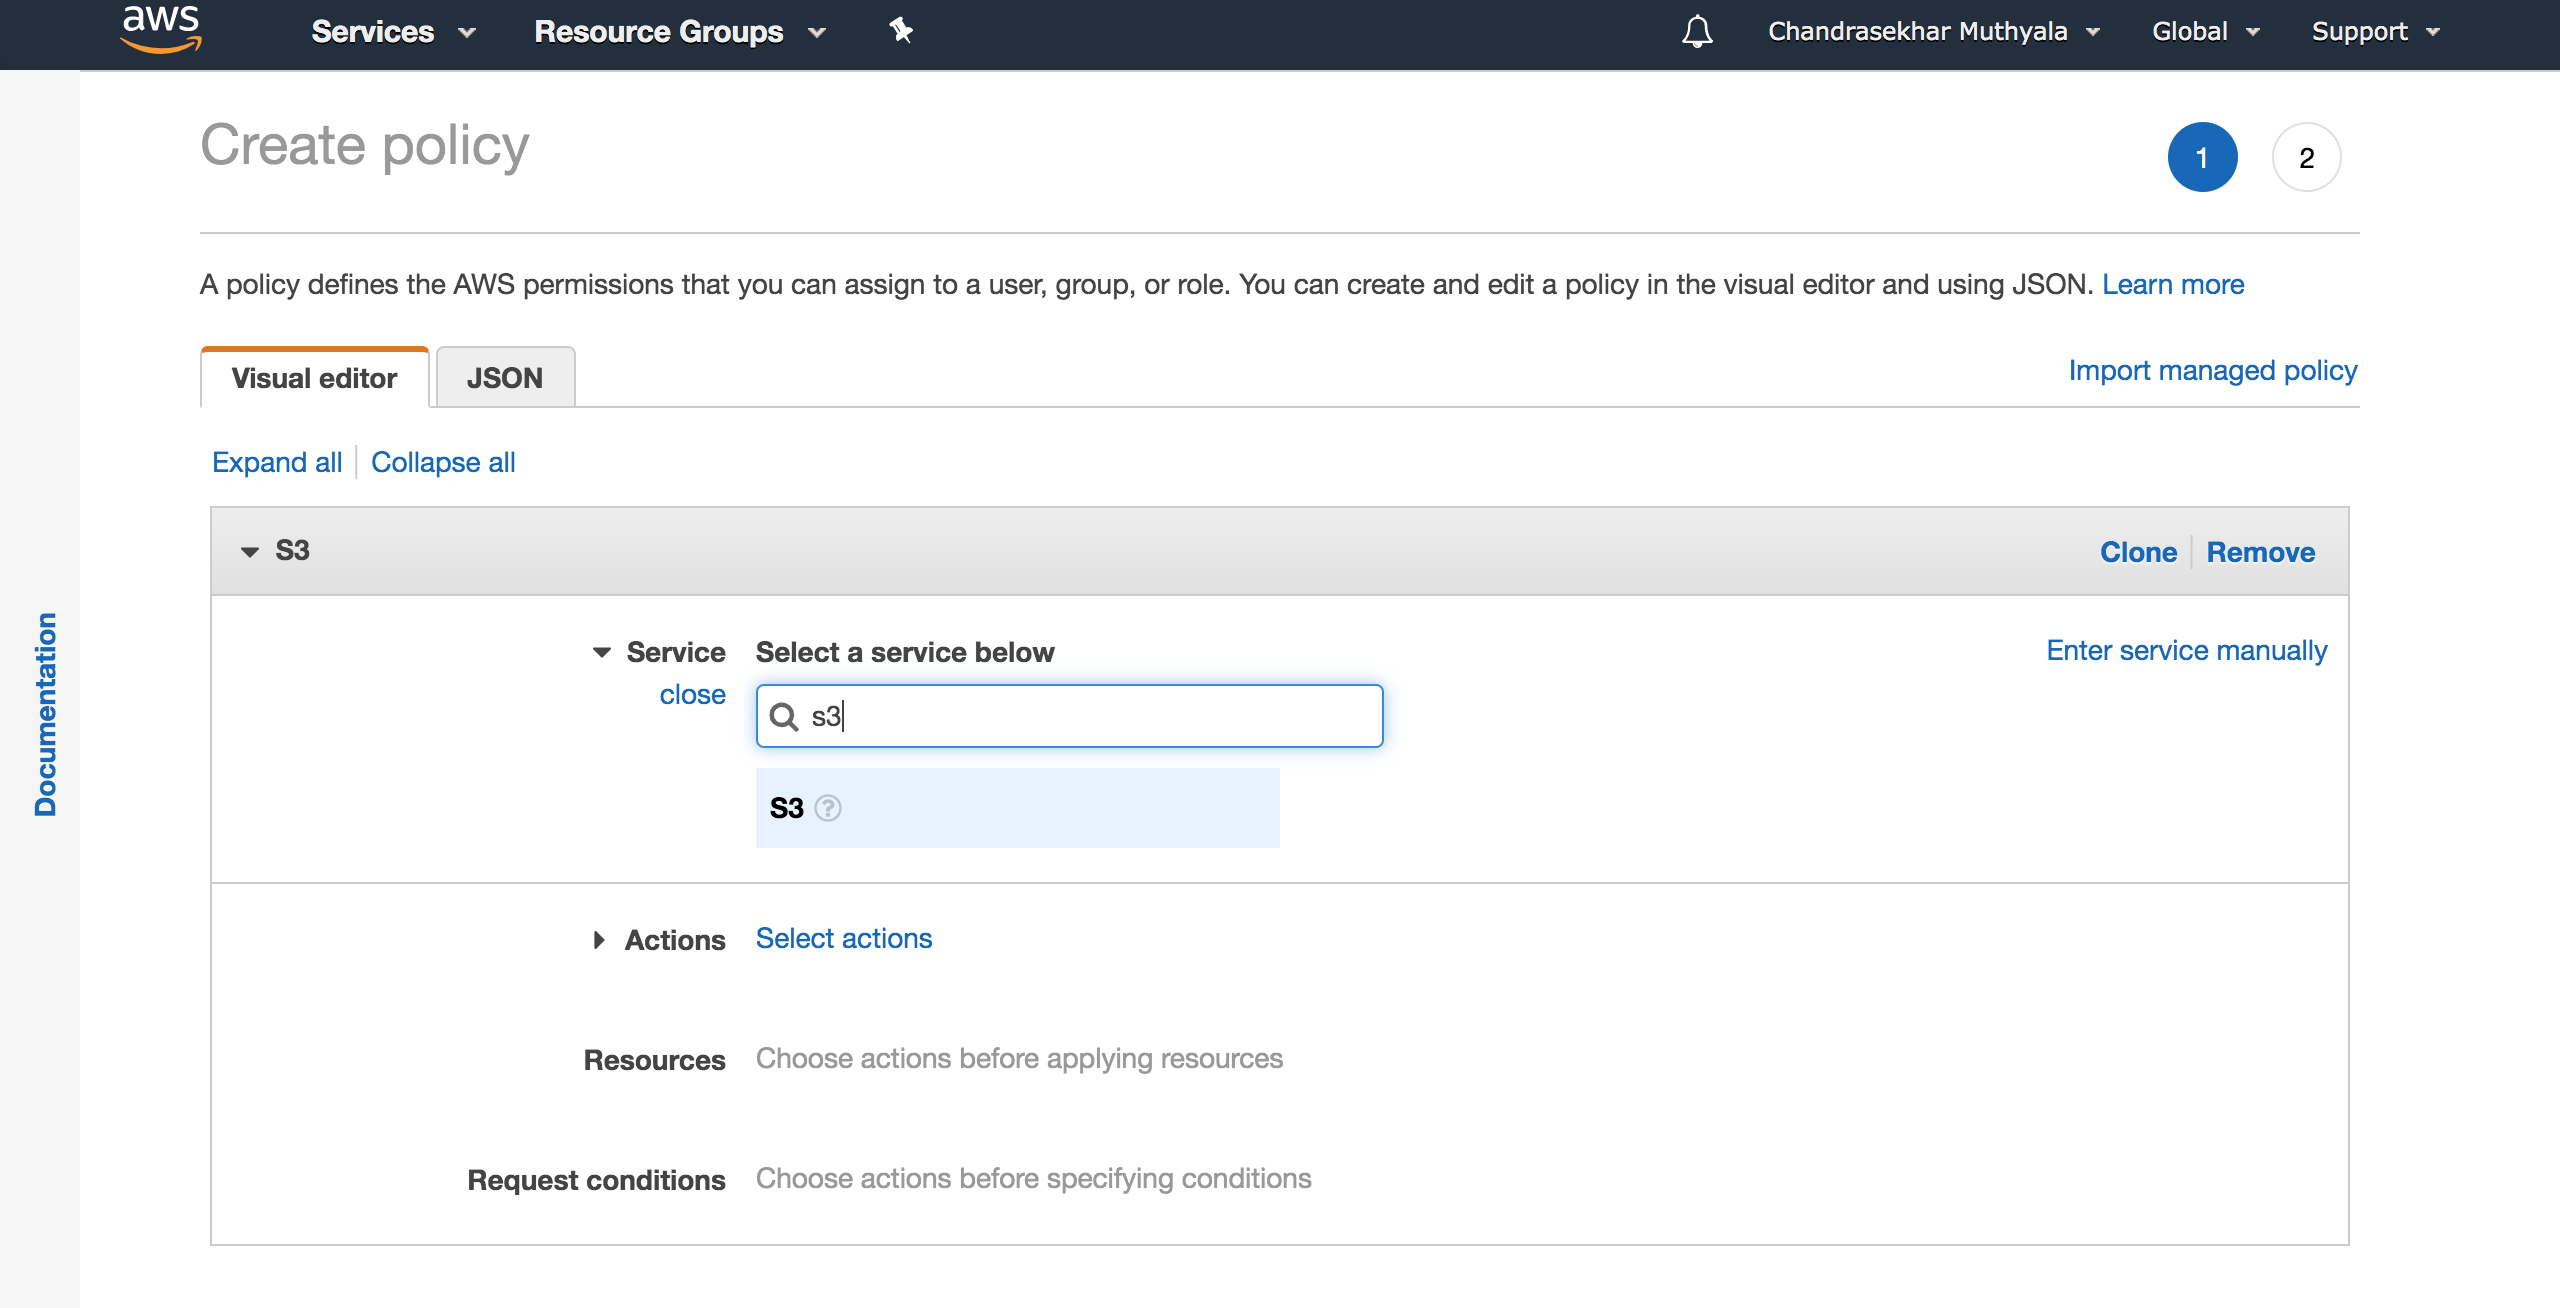 aws Services Resource Groups Chandrasekhar Muthyala Global Support
Create policy 1 2
A policy defines the AWS permissions that you can assign to a user, group, or role. You can create and edit a policy in the visual editor and using JSON. Learn more
Visual editor JSON Import managed policy
Expand all Collapse all
S3 Clone Remove
Service Select a service below Enter service manually
close
s3
S3 ?
Actions Select actions
Resources Choose actions before applying resources
Request conditions Choose actions before specifying conditions
Documentation